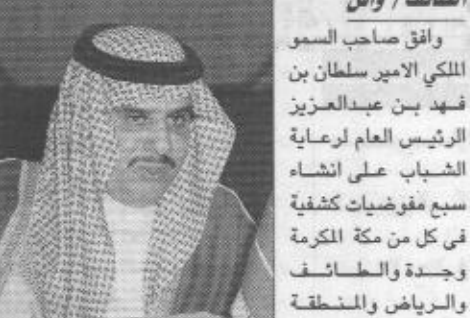 وافق صاحب السمو
الملكي الامير سلطان بن
فهد بن عبدالعزيز
الرئيس العام لرعاية
الشباب على انشاء
سبع مفوضيات كشفية
فى كل من مكة المكرمة
وجدة والطائف
والرياض والمنطقة